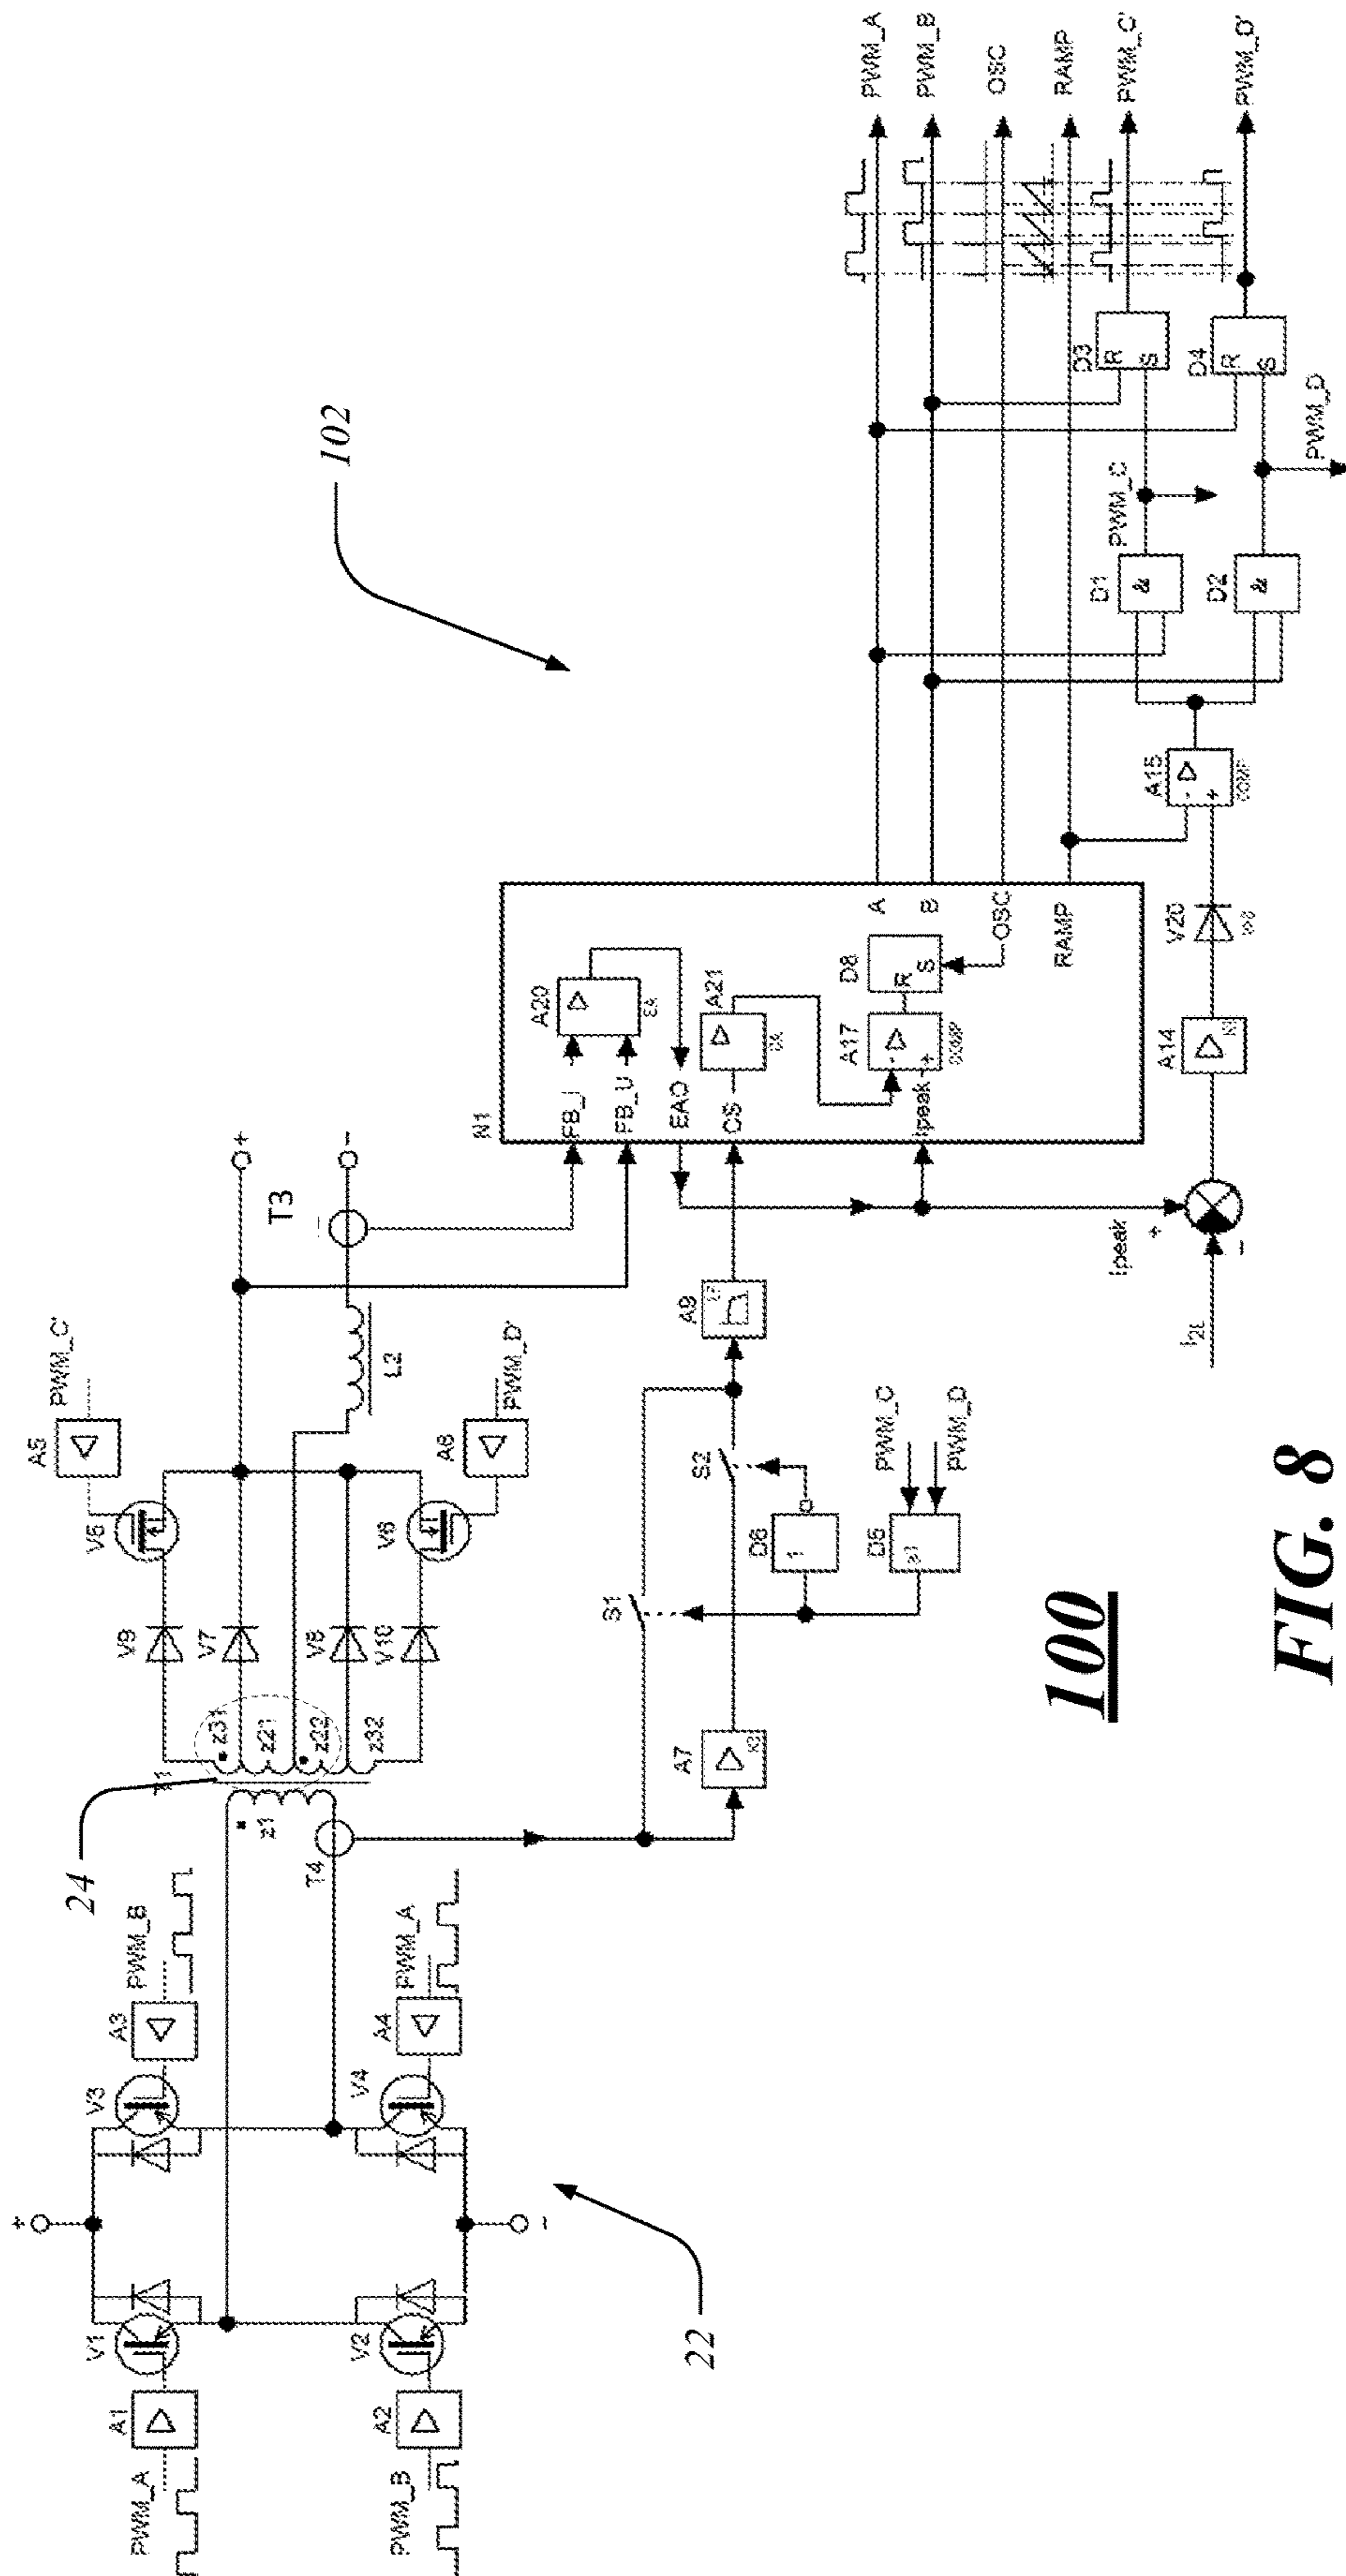 +
-
V1
V2
V3
V4
A1
A2
A3
A4
PWM_A
PWM_B
PWM_B
PWM_A
22
24
z1
T4
z31
z21
z22
z32
V9
V7
V8
V10
V5
V6
A5
A6
PWM_C'
PWM_D'
L2
T3
O+
O-
A7
S1
S2
D6
1
D5
PWM_C
PWM_D
A9
102
N1
FB_I
FB_U
EAO
CS
Ipeak
A20
EA
A21
A17
COMP
D8
R
S
A
B
OSC
RAMP
Ipeak
+
-
A14
V20
A15
-
+
COMP
D1
&
D2
&
PWM_C'
PWM_D
D3
R
S
D4
R
S
PWM_A
PWM_B
OSC
RAMP
PWM_C'
PWM_D'
100
FIG. 8